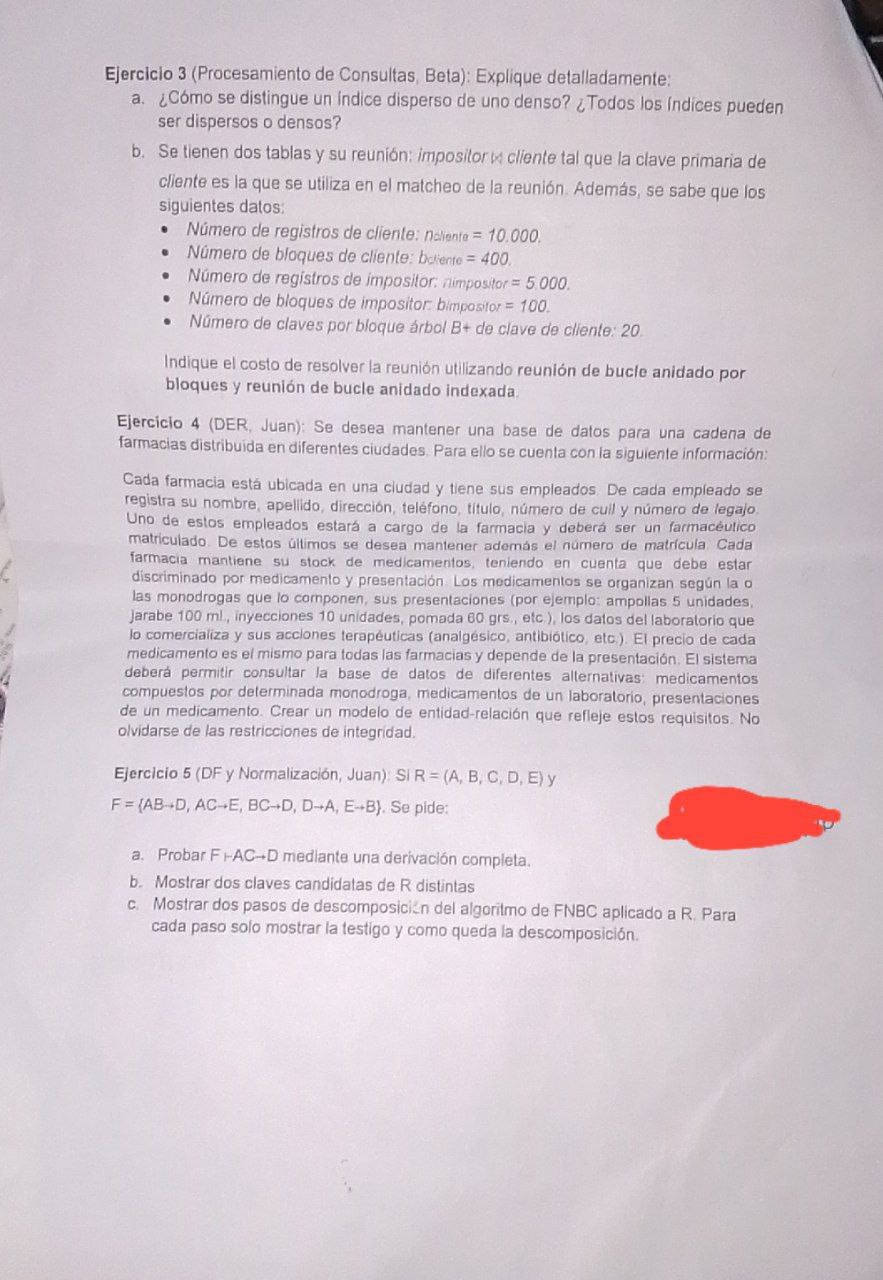 Ejercicio 3 (Procesamiento de Consultas, Beta): Explique detalladamente:
a. ¿Cómo se distingue un índice disperso de uno denso? ¿Todos los índices pueden
ser dispersos o densos?
b. Se tienen dos tablas y su reunión: impositor ⋈ cliente tal que la clave primaria de
cliente es la que se utiliza en el matcheo de la reunión. Además, se sabe que los
siguientes datos:
• Número de registros de cliente: ncliente = 10.000.
• Número de bloques de cliente: bcliente = 400.
• Número de registros de impositor: nimpositor = 5.000.
• Número de bloques de impositor: bimpositor = 100.
• Número de claves por bloque árbol B+ de clave de cliente: 20.
Indique el costo de resolver la reunión utilizando reunión de bucle anidado por
bloques y reunión de bucle anidado indexada.
Ejercicio 4 (DER, Juan): Se desea mantener una base de datos para una cadena de
farmacias distribuida en diferentes ciudades. Para ello se cuenta con la siguiente información:
Cada farmacia está ubicada en una ciudad y tiene sus empleados. De cada empleado se
registra su nombre, apellido, dirección, teléfono, título, número de cuil y número de legajo.
Uno de estos empleados estará a cargo de la farmacia y deberá ser un farmacéutico
matriculado. De estos últimos se desea mantener además el número de matrícula. Cada
farmacia mantiene su stock de medicamentos, teniendo en cuenta que debe estar
discriminado por medicamento y presentación. Los medicamentos se organizan según la o
las monodrogas que lo componen, sus presentaciones (por ejemplo: ampollas 5 unidades,
jarabe 100 ml., inyecciones 10 unidades, pomada 60 grs., etc.), los datos del laboratorio que
lo comercializa y sus acciones terapéuticas (analgésico, antibiótico, etc.). El precio de cada
medicamento es el mismo para todas las farmacias y depende de la presentación. El sistema
deberá permitir consultar la base de datos de diferentes alternativas: medicamentos
compuestos por determinada monodroga, medicamentos de un laboratorio, presentaciones
de un medicamento. Crear un modelo de entidad-relación que refleje estos requisitos. No
olvidarse de las restricciones de integridad.
Ejercicio 5 (DF y Normalización, Juan): Si R = (A, B, C, D, E) y
F = {AB→D, AC→E, BC→D, D→A, E→B}. Se pide:
a. Probar F ⊢AC→D mediante una derivación completa.
b. Mostrar dos claves candidatas de R distintas
c. Mostrar dos pasos de descomposición del algoritmo de FNBC aplicado a R. Para
cada paso solo mostrar la testigo y como queda la descomposición.